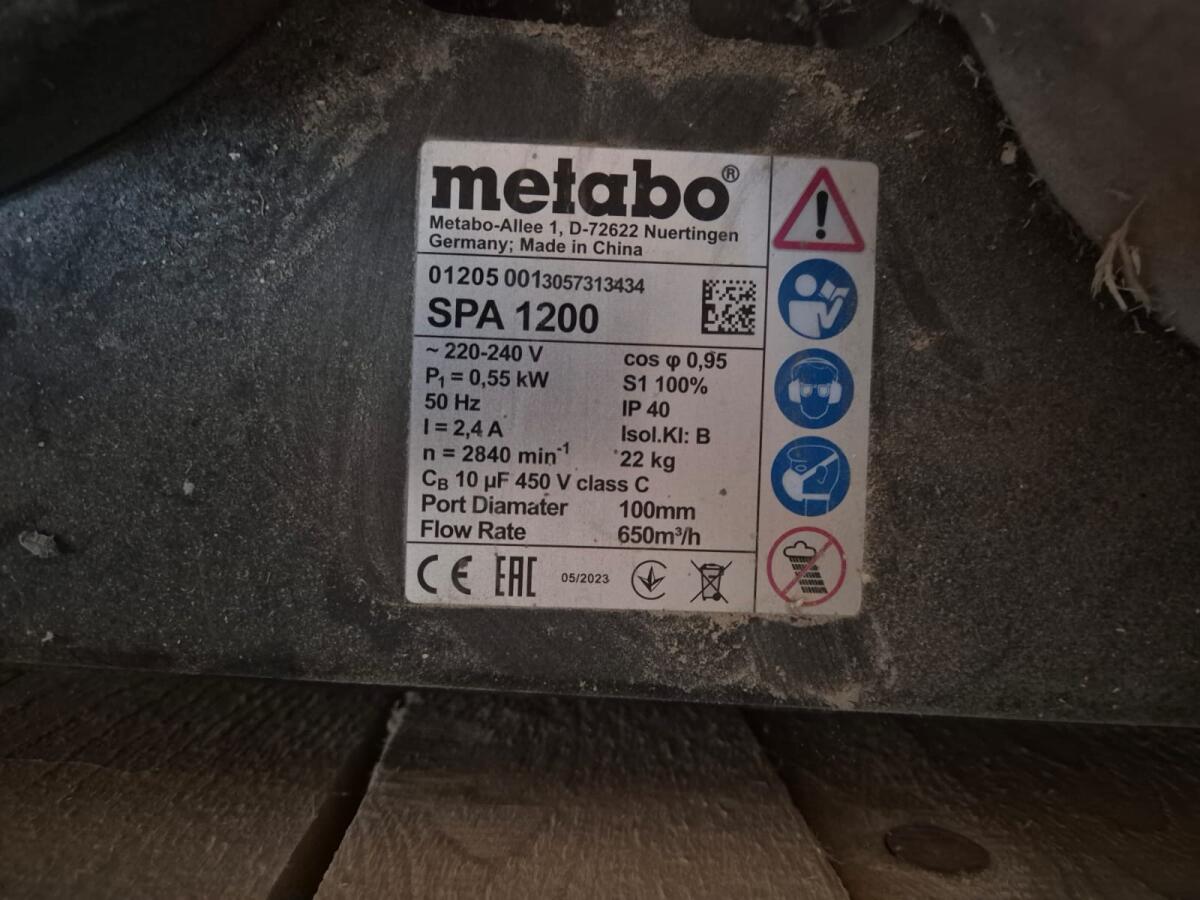 metabo®
Metabo-Allee 1, D-72622 Nuertingen
Germany; Made in China
01205 0013057313434
SPA 1200
~ 220-240 V cos φ 0,95
P₁ = 0,55 kW S1 100%
50 Hz IP 40
I = 2,4 A Isol.Kl: B
n = 2840 min⁻¹ 22 kg
CB 10 µF 450 V class C
Port Diamater 100mm
Flow Rate 650m³/h
CE EAC 05/2023